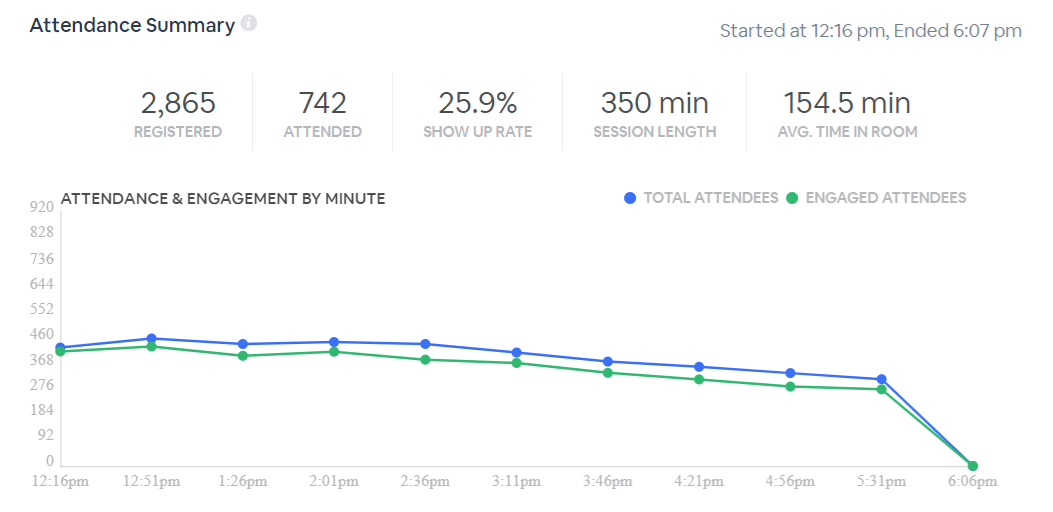 Attendance Summary
Started at 12:16 pm, Ended 6:07 pm
2,865 742 25.9% 350 min 154.5 min
REGISTERED ATTENDED SHOW UP RATE SESSION LENGTH AVG. TIME IN ROOM
ATTENDANCE & ENGAGEMENT BY MINUTE TOTAL ATTENDEES ENGAGED ATTENDEES
920
828
736
644
552
460
368
276
184
92
0
12:16pm 12:51pm 1:26pm 2:01pm 2:36pm 3:11pm 3:46pm 4:21pm 4:56pm 5:31pm 6:06pm